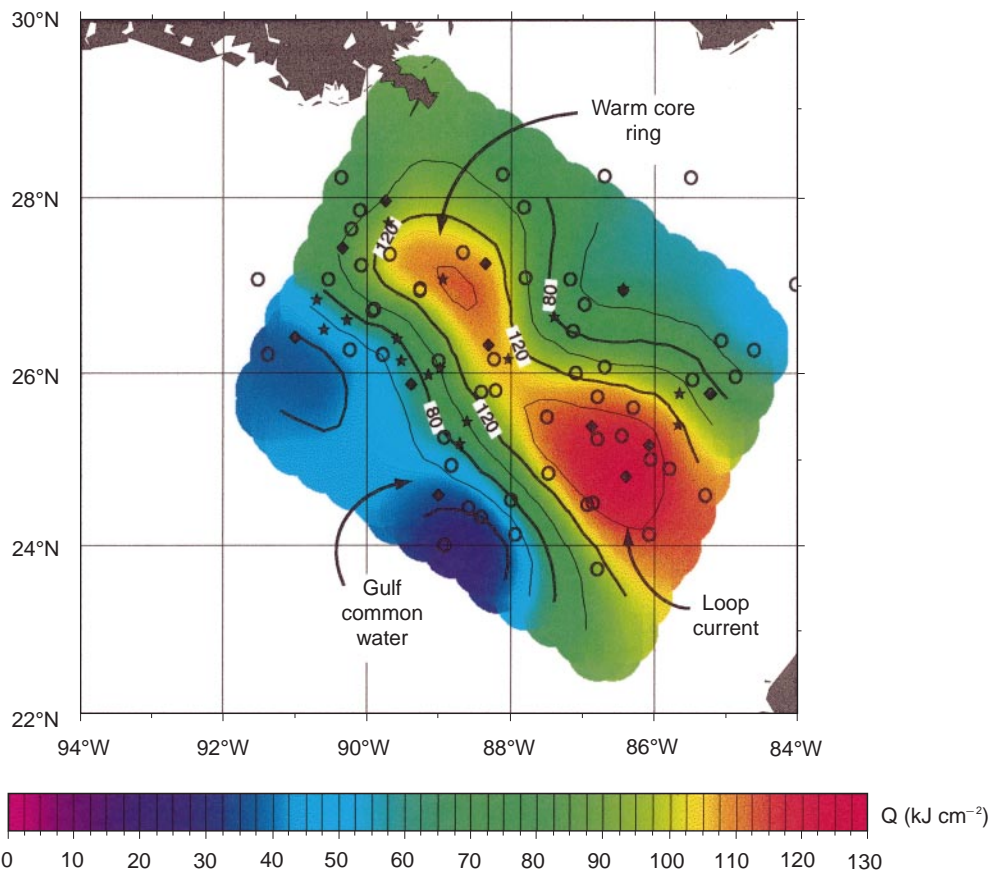 30°N
28°N
26°N
24°N
22°N
94°W 92°W 90°W 88°W 86°W 84°W
Warm core
ring
120
80
120
80
120
Gulf
common
water
Loop
current
0 10 20 30 40 50 60 70 80 90 100 110 120 130
Q (kJ cm⁻²)